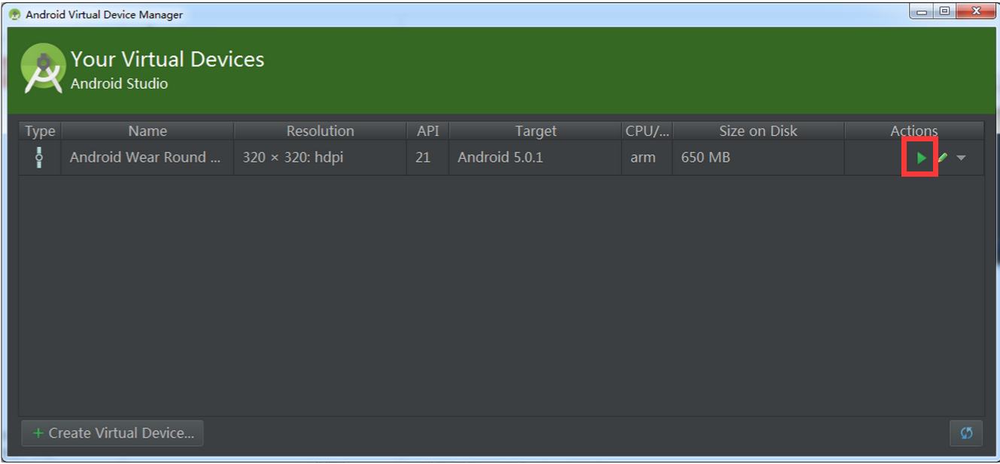 Android Virtual Device Manager
Your Virtual Devices
Android Studio
Type Name Resolution API Target CPU/... Size on Disk Actions
Android Wear Round ... 320 × 320: hdpi 21 Android 5.0.1 arm 650 MB
+ Create Virtual Device...